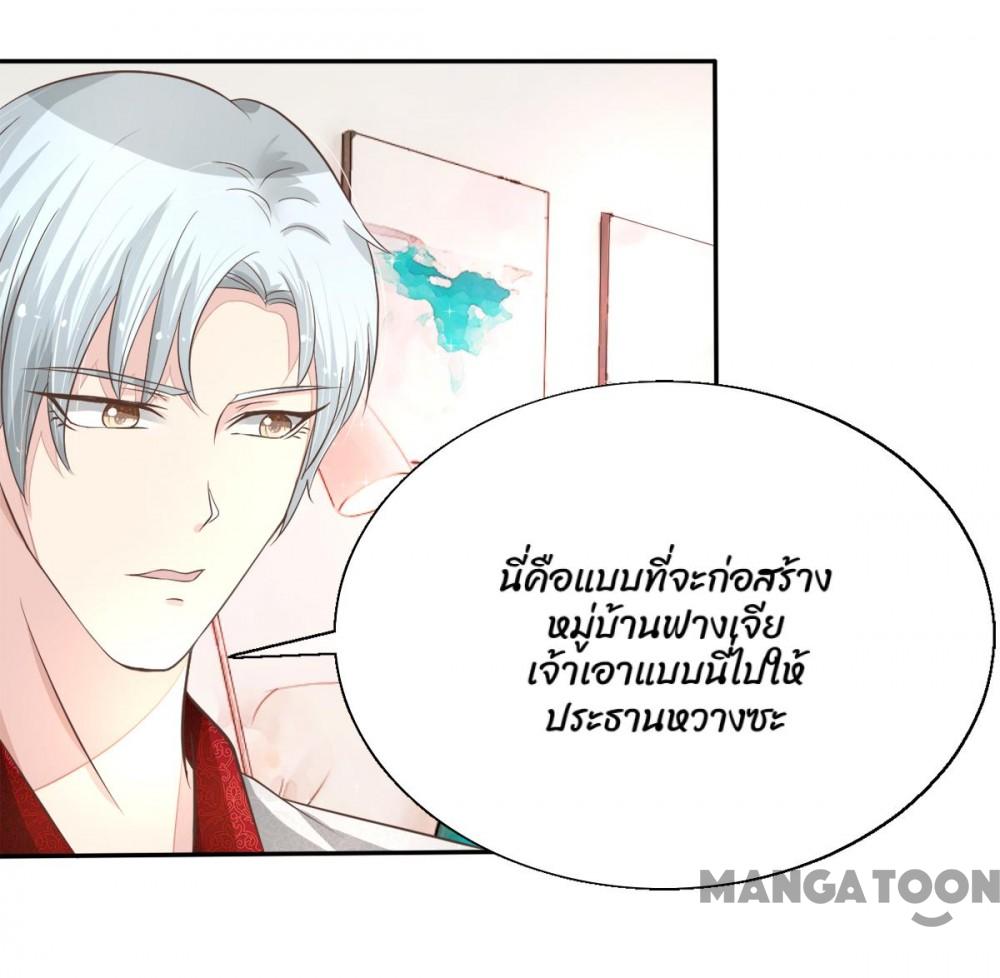 นี่คือแบบที่จะก่อสร้าง
หมู่บ้านฟางเจีย
เจ้าเอาแบบนี้ไปให้
ประธานหวางซะ
MANGATOON